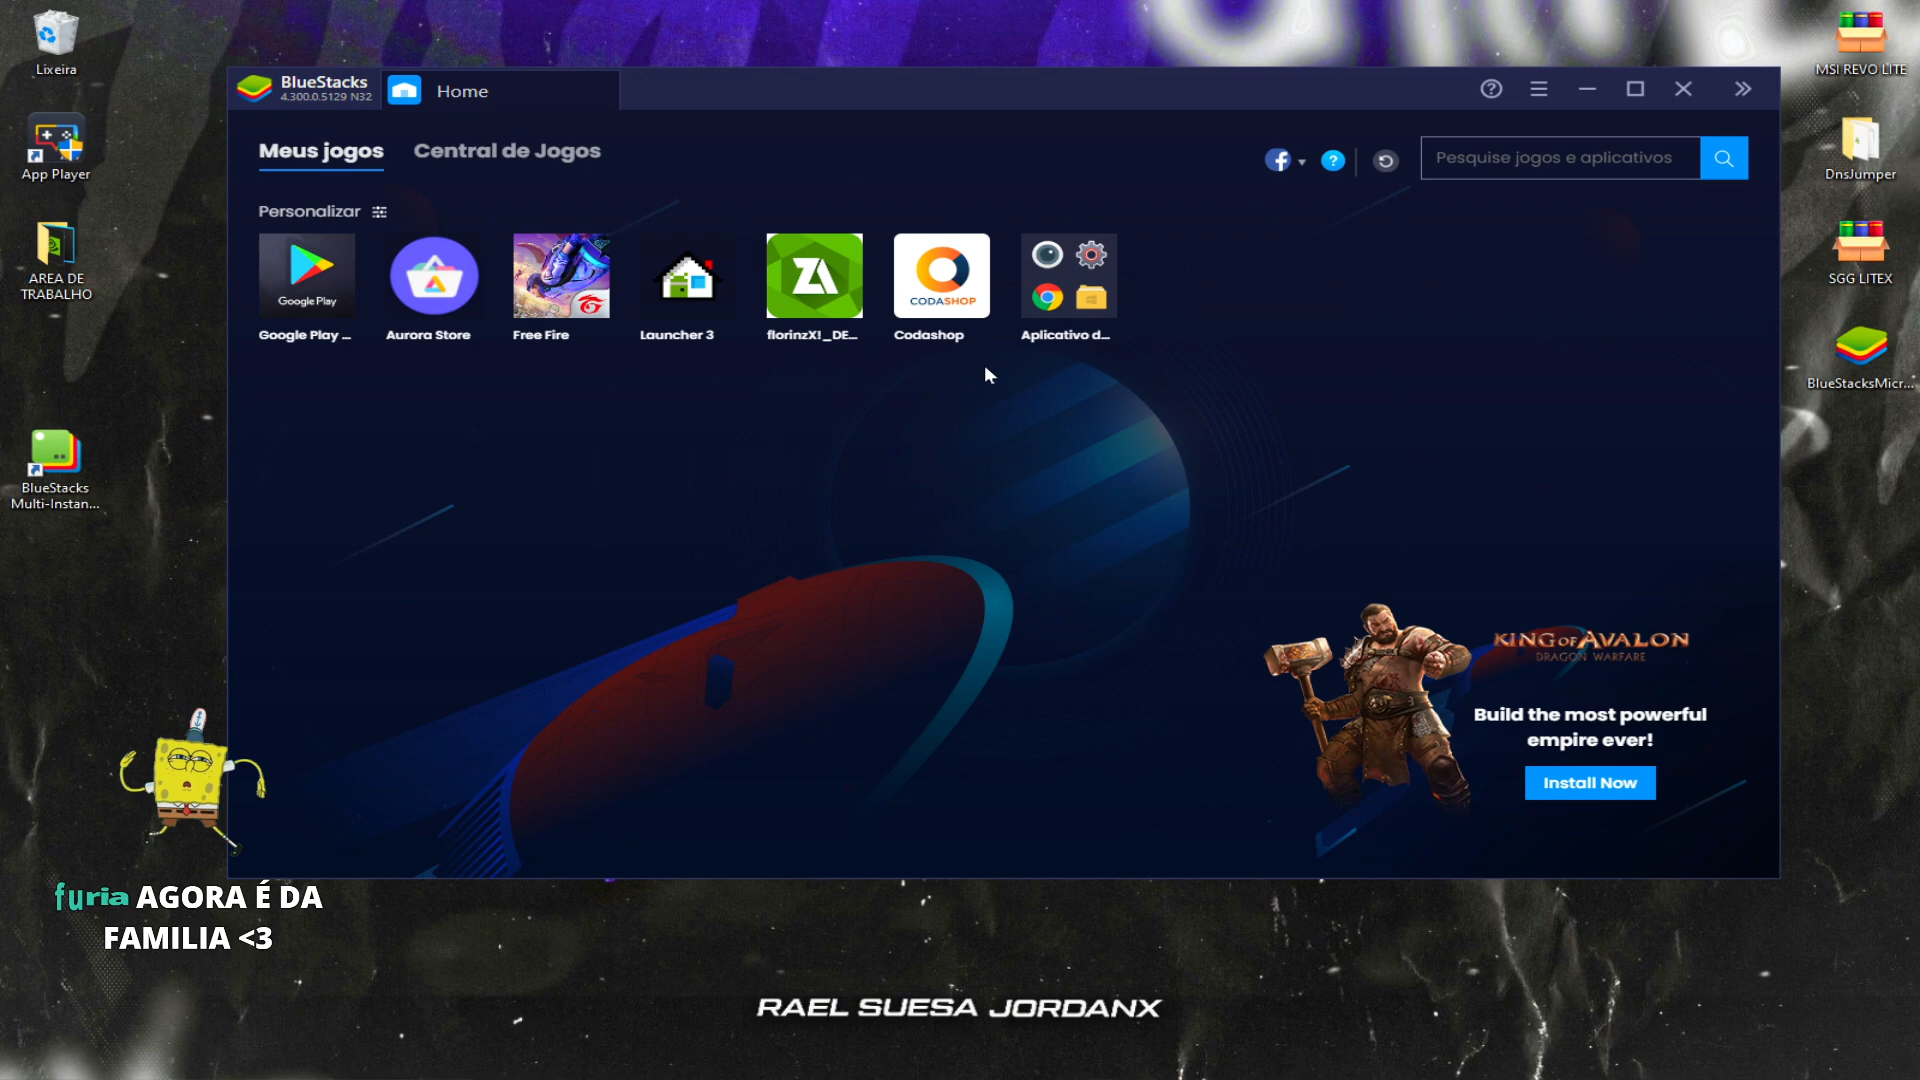 Lixeira
App Player
AREA DE
TRABALHO
BlueStacks
Multi-Instan...
BlueStacks
4.300.0.5129 N32
Home
Meus jogos
Central de Jogos
Pesquise jogos e aplicativos
Personalizar
Google Play
CODASHOP
Google Play ...
Aurora Store
Free Fire
Launcher 3
florinzX!_DE...
Codashop
Aplicativo d...
KING OF AVALON
DRAGON WARFARE
Build the most powerful
empire ever!
Install Now
MSI REVO LITE
DnsJumper
SGG LITEX
BlueStacksMicr...
furia AGORA É DA
FAMILIA <3
RAEL SUESA JORDANX